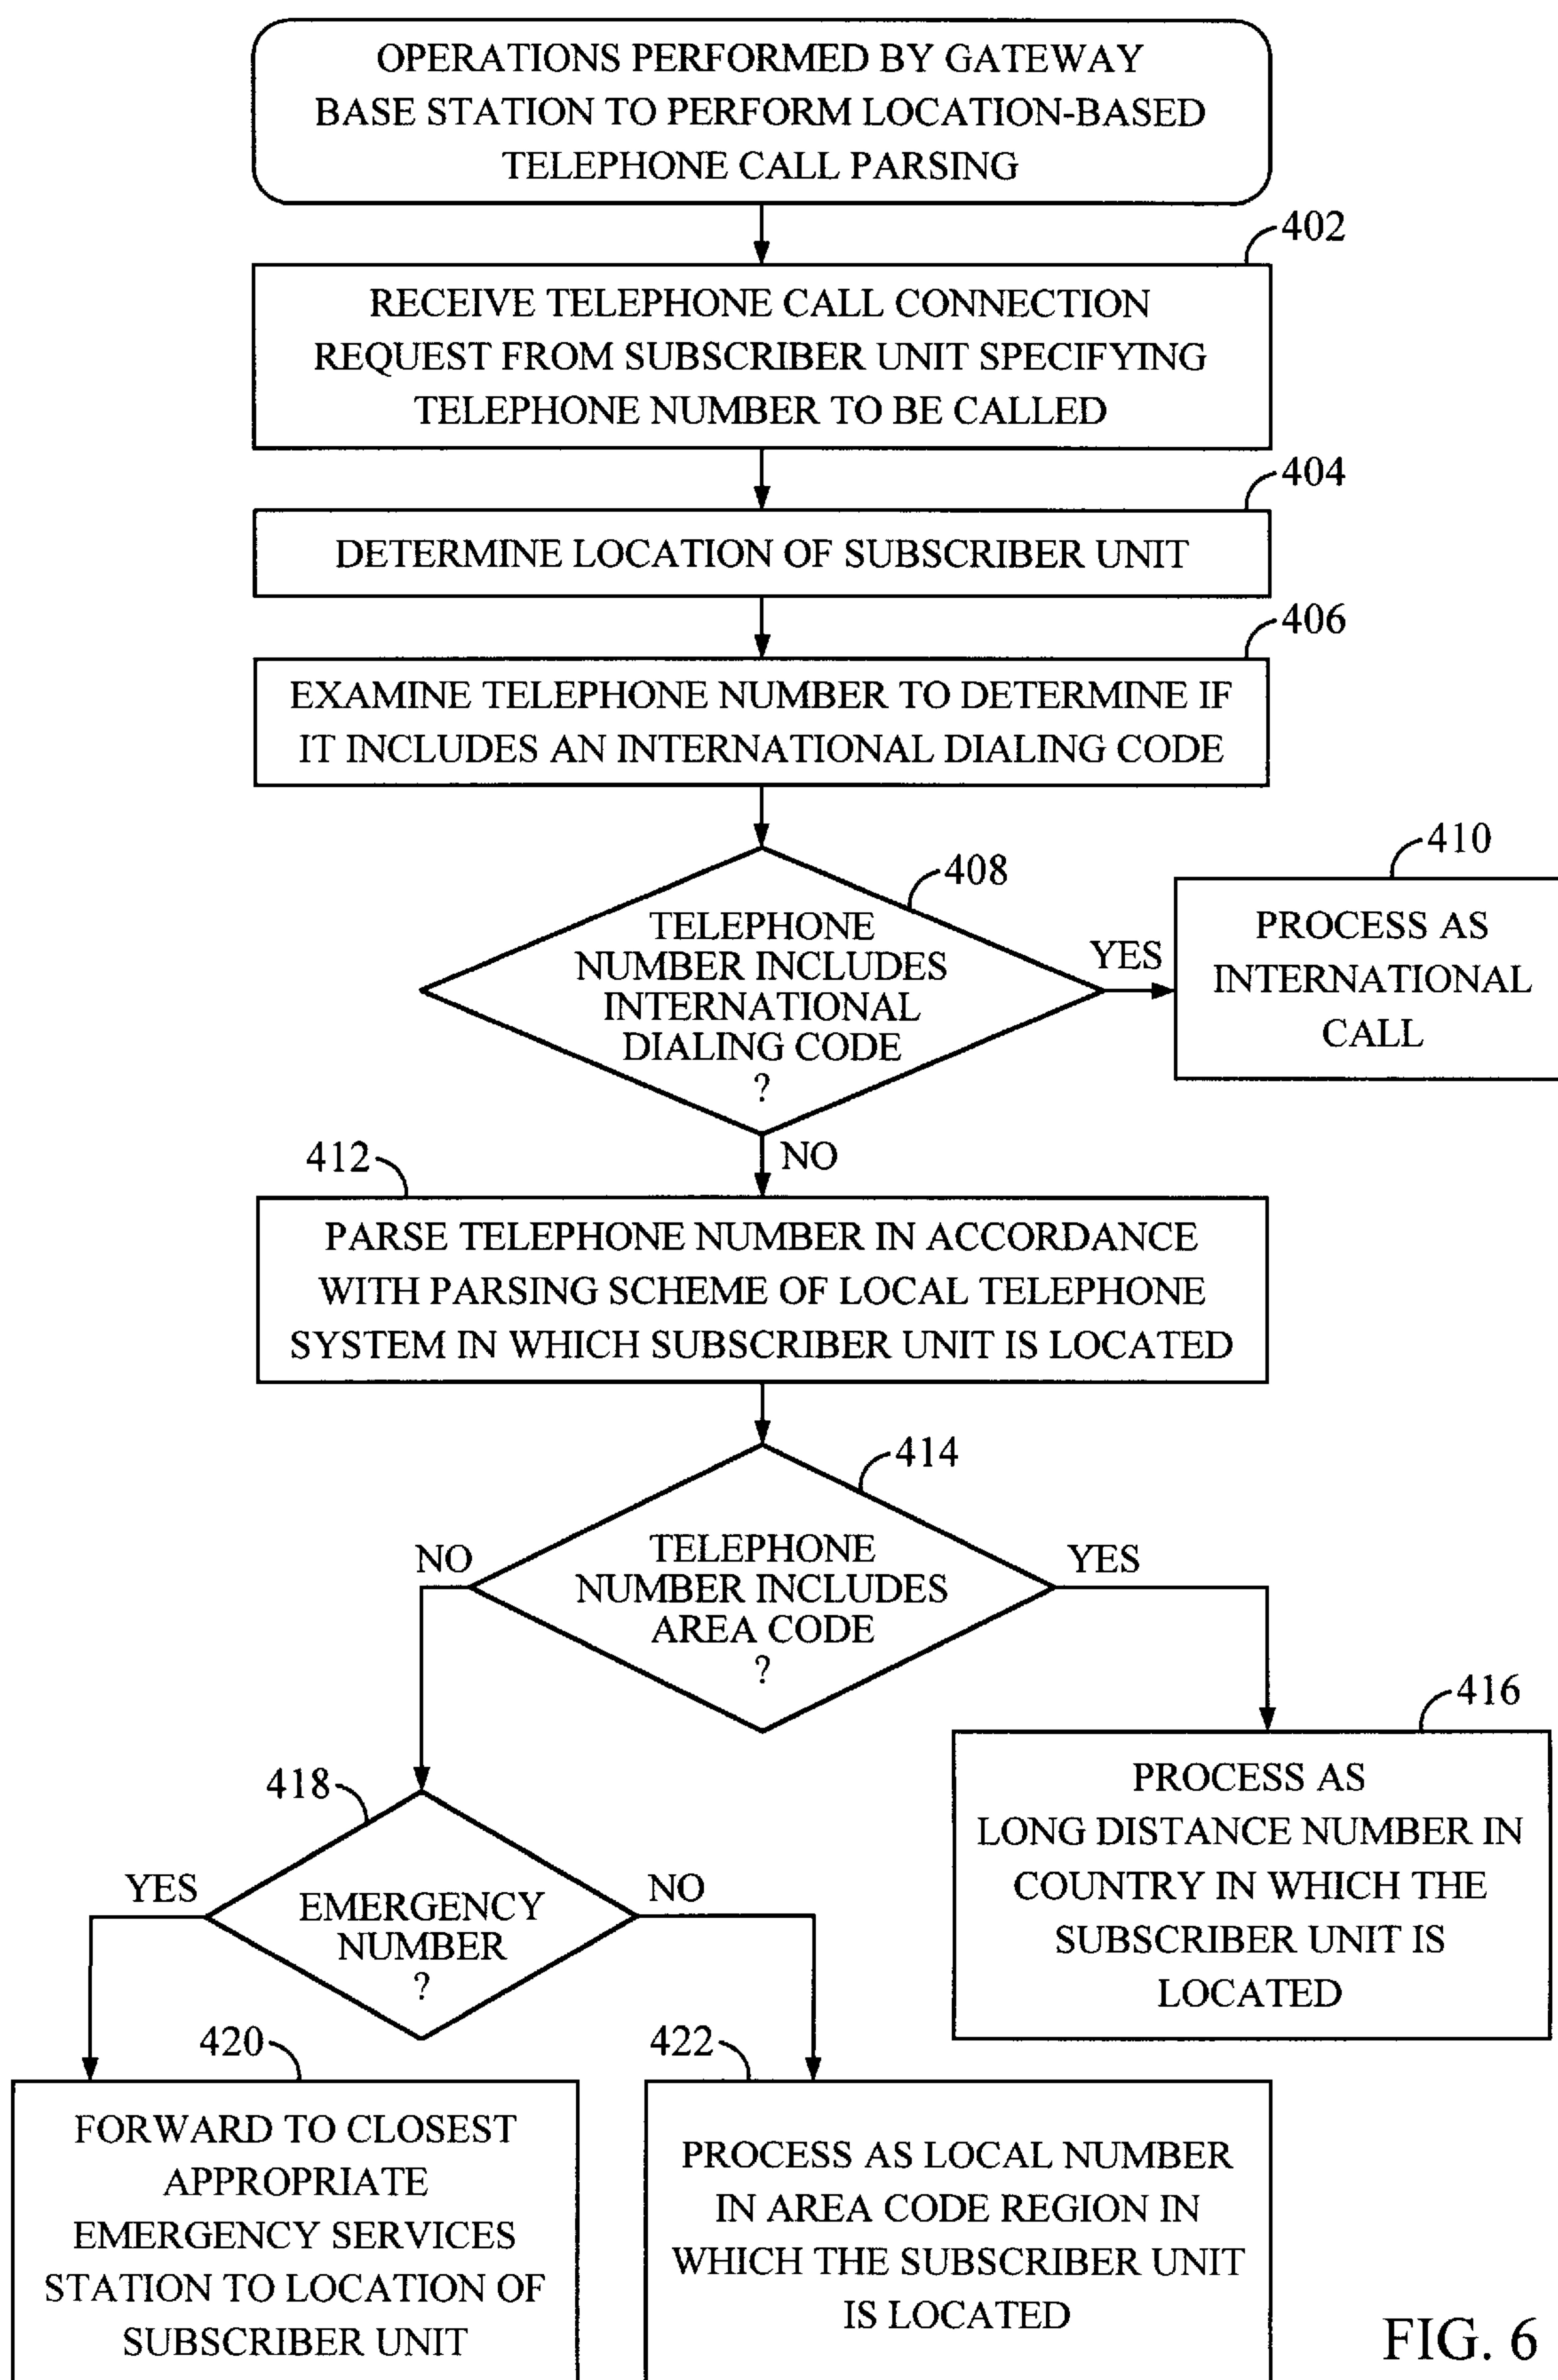 OPERATIONS PERFORMED BY GATEWAY
BASE STATION TO PERFORM LOCATION-BASED
TELEPHONE CALL PARSING
402
RECEIVE TELEPHONE CALL CONNECTION
REQUEST FROM SUBSCRIBER UNIT SPECIFYING
TELEPHONE NUMBER TO BE CALLED
404
DETERMINE LOCATION OF SUBSCRIBER UNIT
406
EXAMINE TELEPHONE NUMBER TO DETERMINE IF
IT INCLUDES AN INTERNATIONAL DIALING CODE
408
TELEPHONE
NUMBER INCLUDES
INTERNATIONAL
DIALING CODE
?
YES
410
PROCESS AS
INTERNATIONAL
CALL
NO
412
PARSE TELEPHONE NUMBER IN ACCORDANCE
WITH PARSING SCHEME OF LOCAL TELEPHONE
SYSTEM IN WHICH SUBSCRIBER UNIT IS LOCATED
414
TELEPHONE
NUMBER INCLUDES
AREA CODE
?
NO
YES
416
PROCESS AS
LONG DISTANCE NUMBER IN
COUNTRY IN WHICH THE
SUBSCRIBER UNIT IS
LOCATED
418
EMERGENCY
NUMBER
?
YES
NO
420
FORWARD TO CLOSEST
APPROPRIATE
EMERGENCY SERVICES
STATION TO LOCATION OF
SUBSCRIBER UNIT
422
PROCESS AS LOCAL NUMBER
IN AREA CODE REGION IN
WHICH THE SUBSCRIBER UNIT
IS LOCATED
FIG. 6